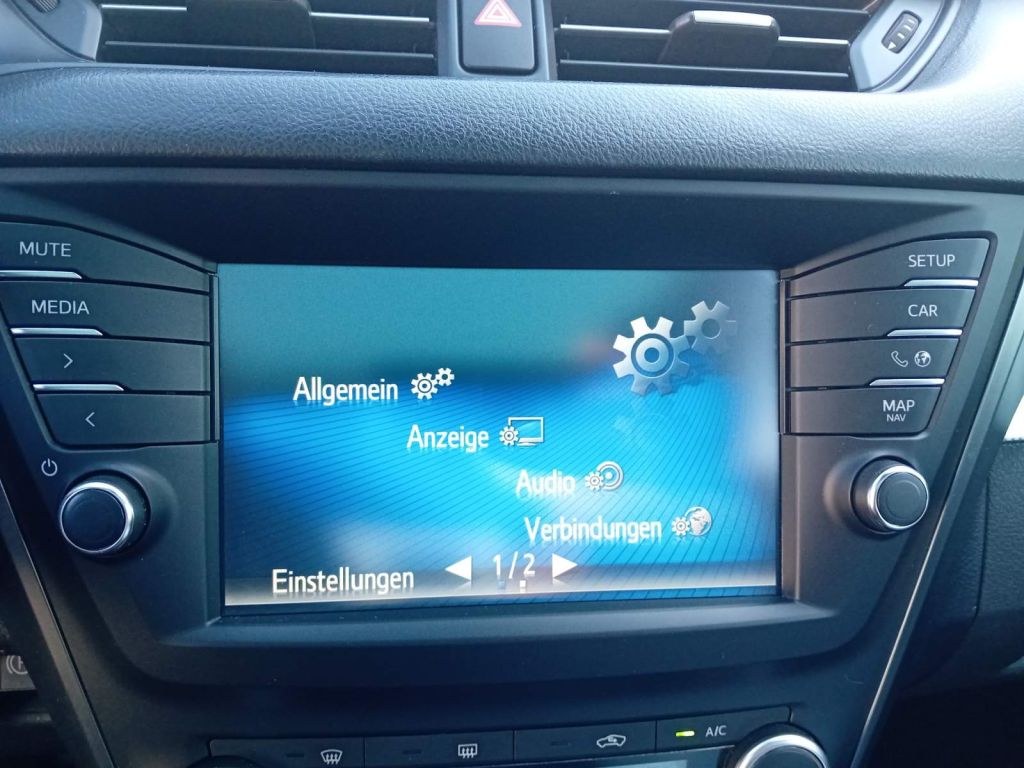 MUTE
MEDIA
SETUP
CAR
MAP
NAV
Allgemein
Anzeige
Audio
Verbindungen
Einstellungen
1/2
A/C